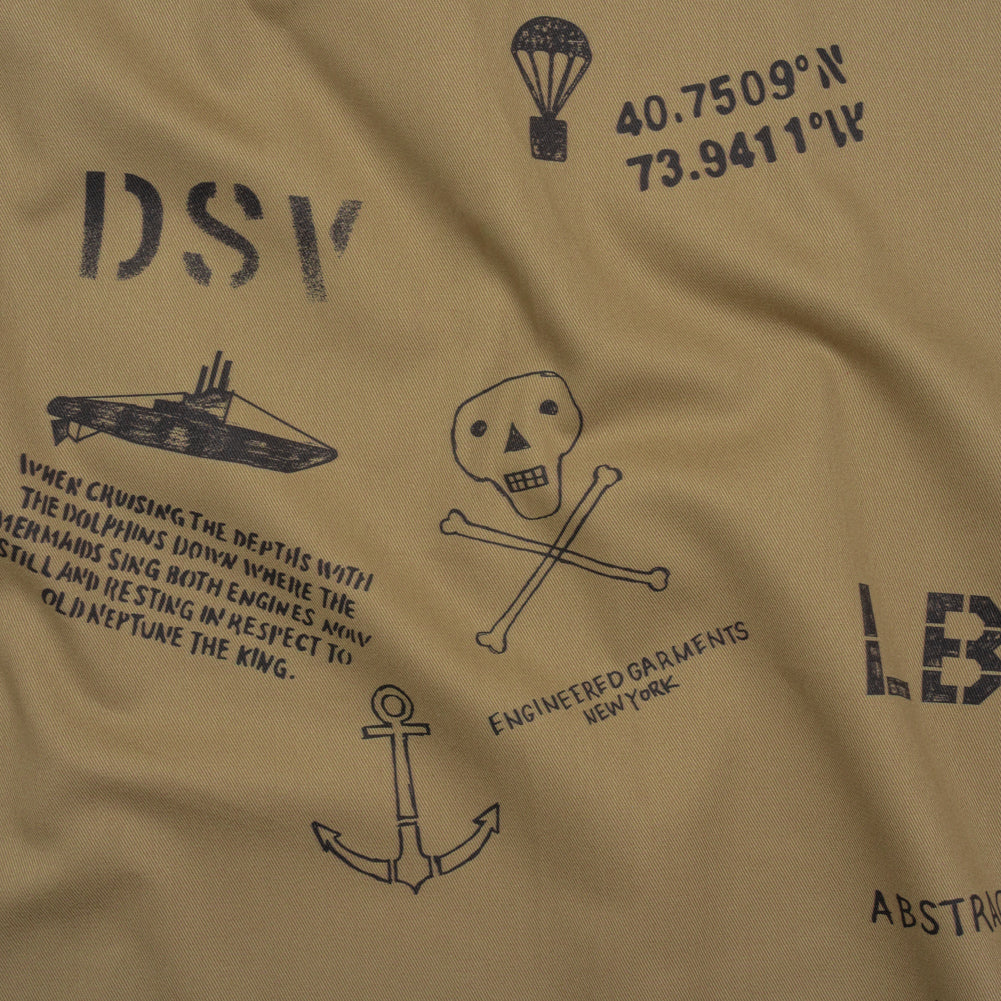 40.7509°N
73.9411°W
DSV
WHEN CRUISING THE DEPTHS WITH
THE DOLPHINS DOWN WHERE THE
MERMAIDS SING BOTH ENGINES NOW
STILL AND RESTING IN RESPECT TO
OLD NEPTUNE THE KING.
ENGINEERED GARMENTS
NEW YORK
LB
ABSTRA